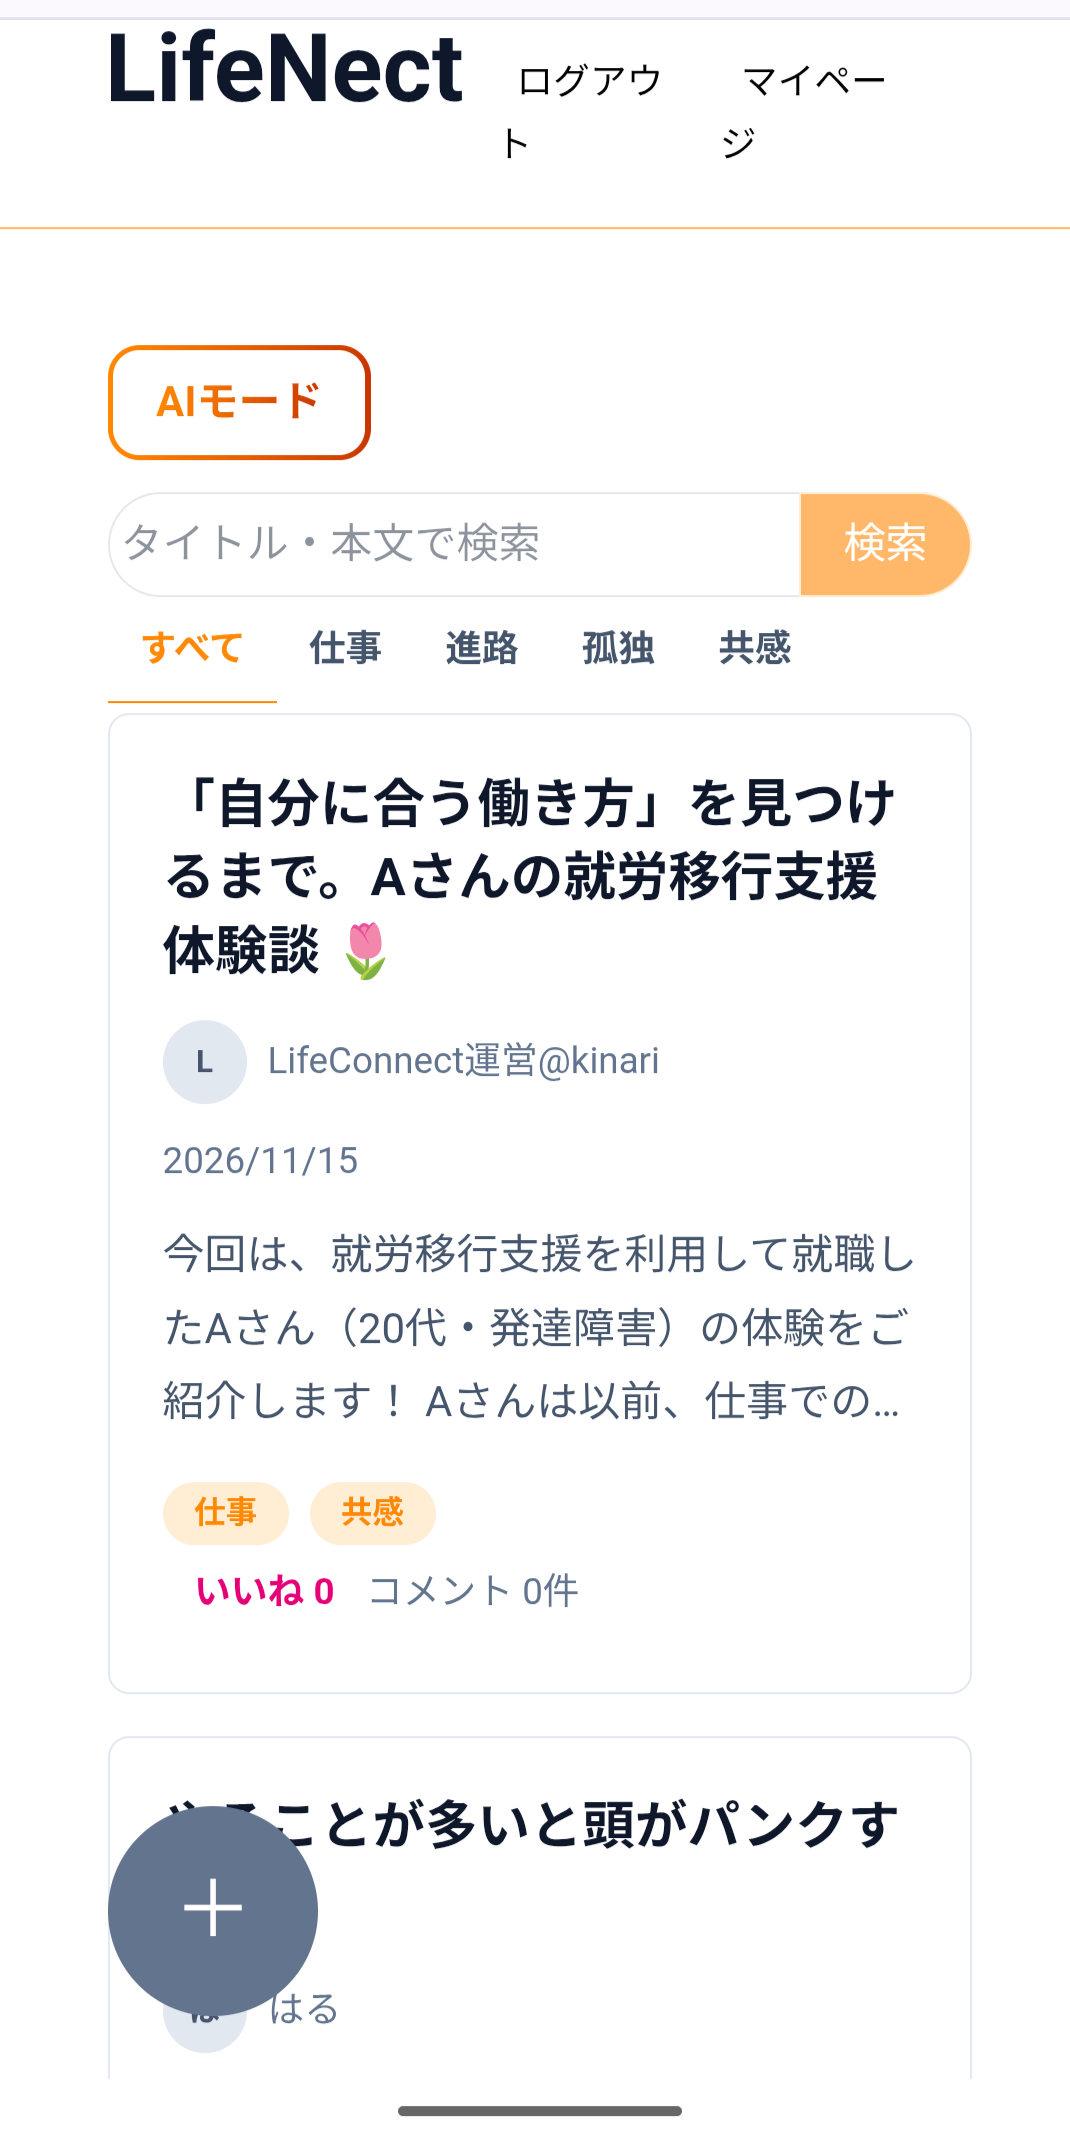 LifeNect
ログアウ
ト
マイペー
ジ
AIモード
タイトル・本文で検索 検索
すべて 仕事 進路 孤独 共感
「自分に合う働き方」を見つけ
るまで。Aさんの就労移行支援
体験談 🌷
L LifeConnect運営@kinari
2026/11/15
今回は、就労移行支援を利用して就職し
たAさん（20代・発達障害）の体験をご
紹介します！ Aさんは以前、仕事での...
仕事 共感
いいね 0 コメント 0件
ことが多いと頭がパンクす
＋
はる